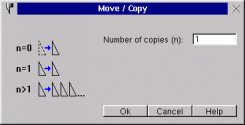 Move / Copy
n=0
Number of copies (n): 1
n=1
n>1 ...
Ok Cancel Help